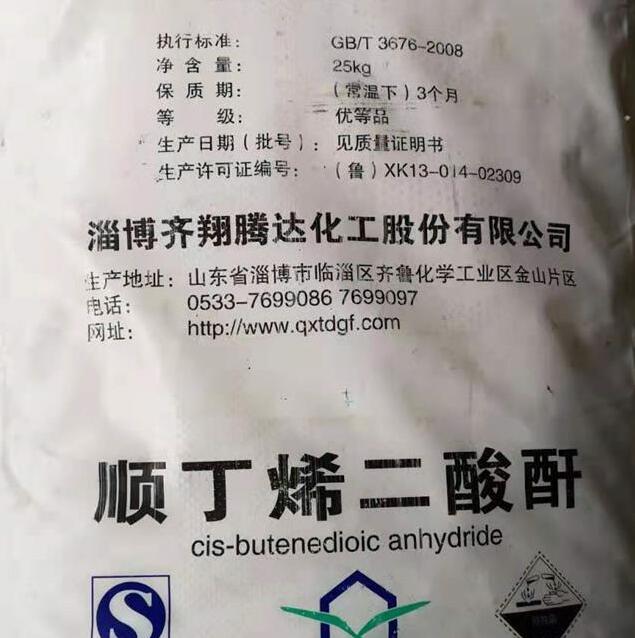 执行标准: GB/T 3676-2008
净含量: 25kg
保质期: (常温下)3个月
等级: 优等品
生产日期(批号): 见质量证明书
生产许可证编号: (鲁)XK13-014-02309
淄博齐翔腾达化工股份有限公司
生产地址: 山东省淄博市临淄区齐鲁化学工业区金山片区
电话: 0533-7699086 7699097
网址: http://www.qxtdgf.com
顺丁烯二酸酐
cis-butenedioic anhydride